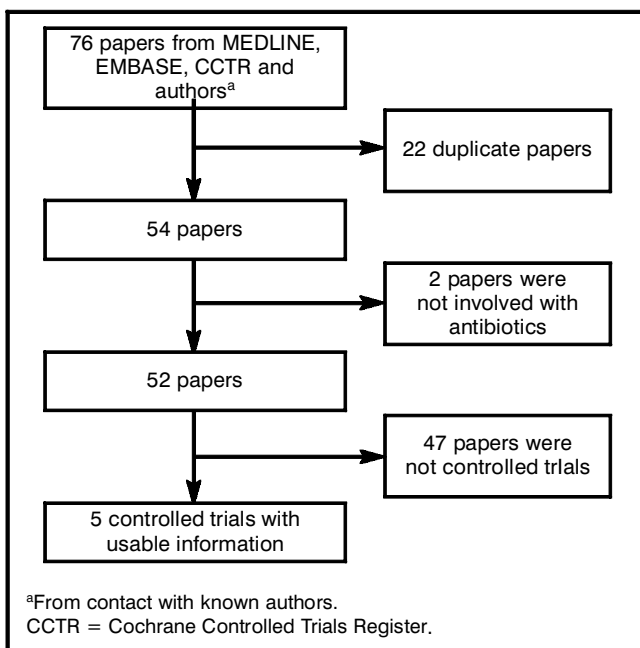 76 papers from MEDLINE,
EMBASE, CCTR and
authorsª
22 duplicate papers
54 papers
2 papers were
not involved with
antibiotics
52 papers
47 papers were
not controlled trIals
5 controlled trials with
usable information
ªFrom contact with known authors.
CCTR = Cochrane Controlled Trials Register.